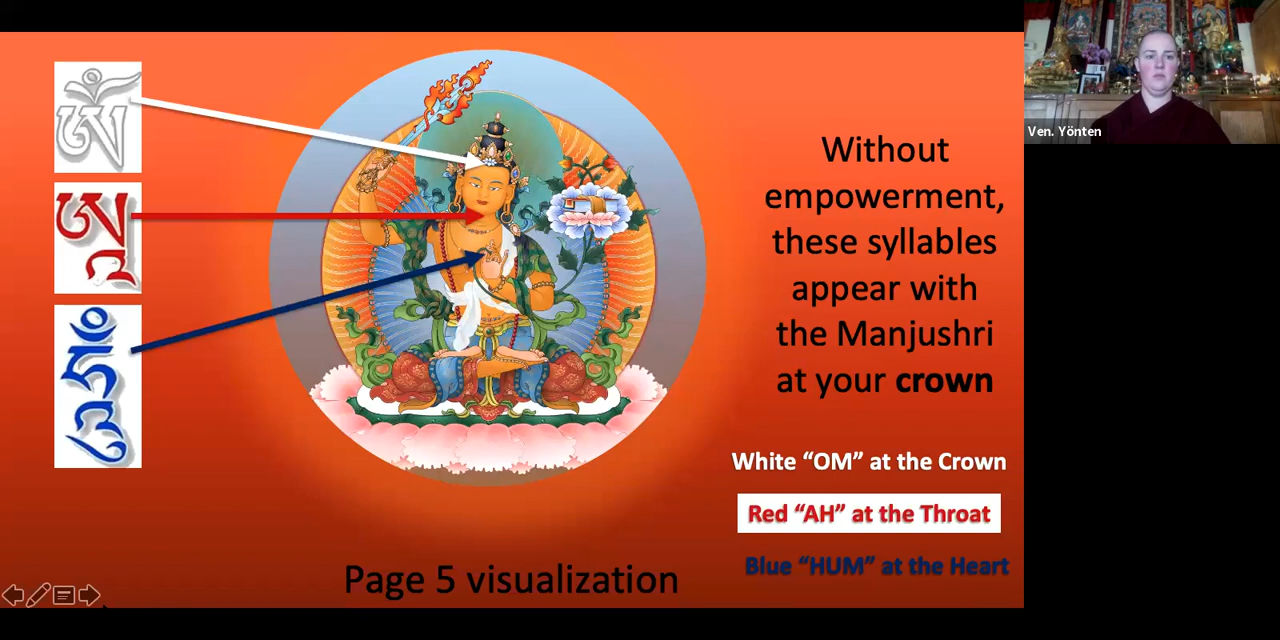 ཨོཾ
ཨཱཿ
ཧཱུྃ
Without
empowerment,
these syllables
appear with
the Manjushri
at your crown
White “OM” at the Crown
Red “AH” at the Throat
Blue “HUM” at the Heart
Page 5 visualization
Ven. Yönten